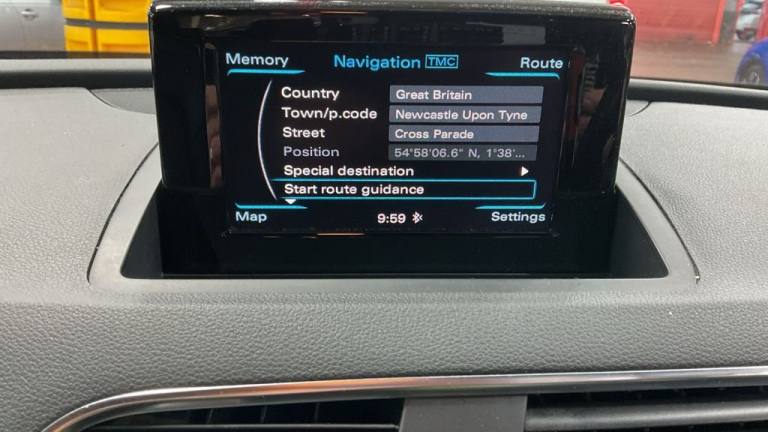 Memory Navigation TMC Route
Country Great Britain
Town/p.code Newcastle Upon Tyne
Street Cross Parade
Position 54°58'06.6" N, 1°38'...
Special destination
Start route guidance
Map 9:59 Settings